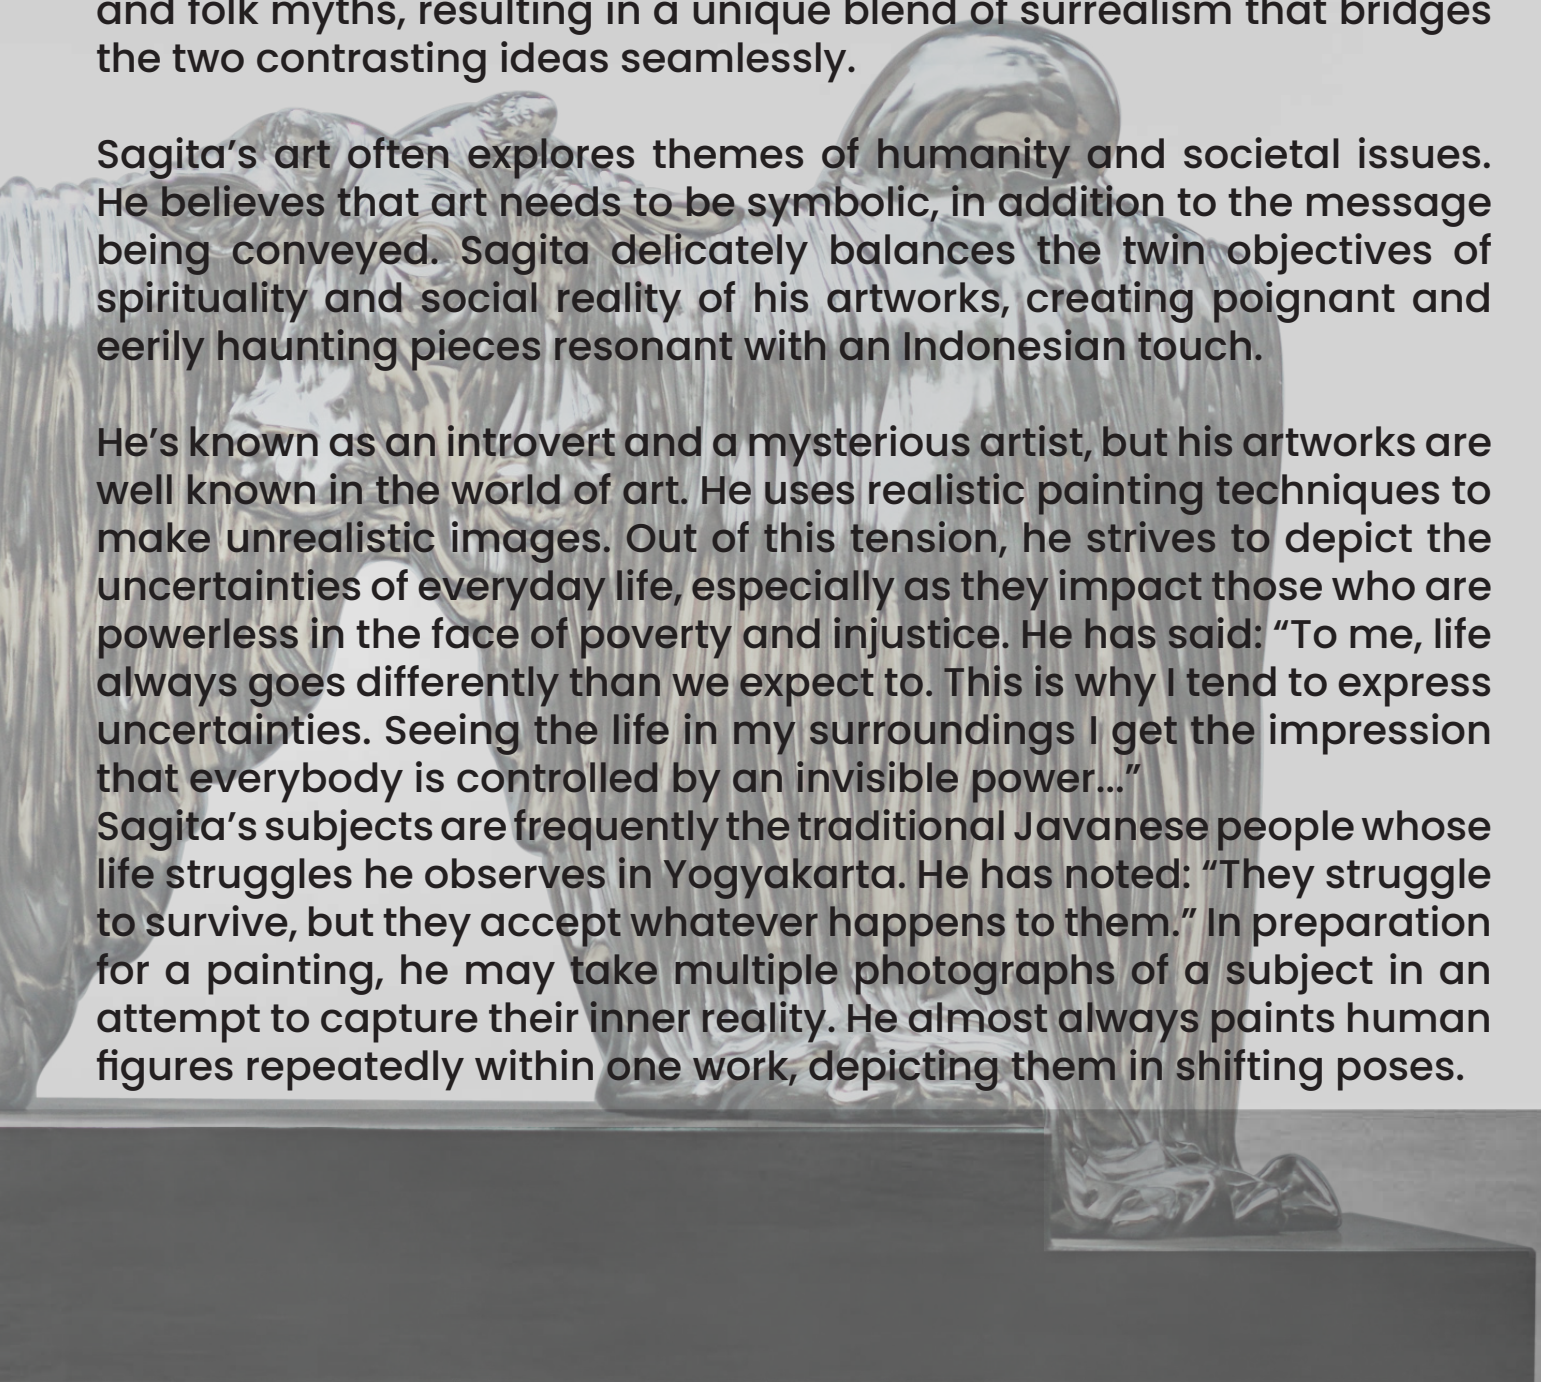 and folk myths, resulting in a unique blend of surrealism that bridges
the two contrasting ideas seamlessly.
Sagita’s art often explores themes of humanity and societal issues.
He believes that art needs to be symbolic, in addition to the message
being conveyed. Sagita delicately balances the twin objectives of
spirituality and social reality of his artworks, creating poignant and
eerily haunting pieces resonant with an Indonesian touch.
He’s known as an introvert and a mysterious artist, but his artworks are
well known in the world of art. He uses realistic painting techniques to
make unrealistic images. Out of this tension, he strives to depict the
uncertainties of everyday life, especially as they impact those who are
powerless in the face of poverty and injustice. He has said: “To me, life
always goes differently than we expect to. This is why I tend to express
uncertainties. Seeing the life in my surroundings I get the impression
that everybody is controlled by an invisible power...”
Sagita’s subjects are frequently the traditional Javanese people whose
life struggles he observes in Yogyakarta. He has noted: “They struggle
to survive, but they accept whatever happens to them.” In preparation
for a painting, he may take multiple photographs of a subject in an
attempt to capture their inner reality. He almost always paints human
figures repeatedly within one work, depicting them in shifting poses.